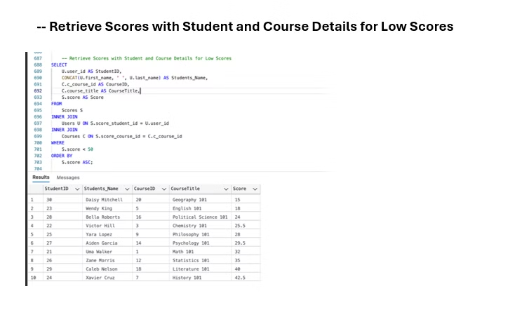 -- Retrieve Scores with Student and Course Details for Low Scores
687 -- Retrieve Scores with Student and Course Details for Low Scores
688 SELECT
689 U.user_id AS StudentID,
690 CONCAT(U.first_name, ' ', U.last_name) AS Students_Name,
691 C.c_course_id AS CourseID,
692 C.course_title AS CourseTitle,
693 S.score AS Score
694 FROM
695 Scores S
696 INNER JOIN
697 Users U ON S.score_student_id = U.user_id
698 INNER JOIN
699 Courses C ON S.score_course_id = C.c_course_id
700 WHERE
701 S.score < 50
702 ORDER BY
703 S.score ASC;
704
Results Messages
StudentID Students_Name CourseID CourseTitle Score
1 30 Daisy Mitchell 20 Geography 101 15
2 23 Wendy King 5 English 101 18
3 28 Bella Roberts 16 Political Science 101 24
4 22 Victor Hill 3 Chemistry 101 25.5
5 25 Yara Lopez 9 Philosophy 101 28
6 27 Aiden Garcia 14 Psychology 101 29.5
7 21 Uma Walker 1 Math 101 32
8 26 Zane Morris 12 Statistics 101 35
9 29 Caleb Nelson 18 Literature 101 40
10 24 Xavier Cruz 7 History 101 42.5